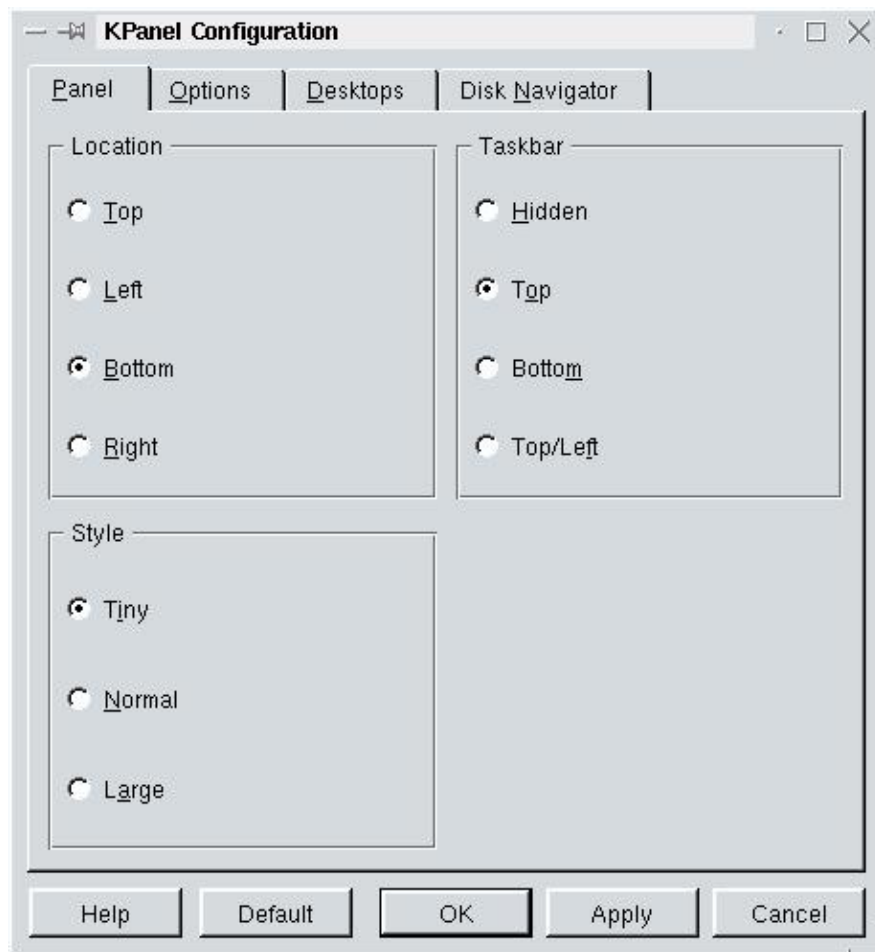 KPanel Configuration
Panel
Options
Desktops
Disk Navigator
Location
Top
Left
Bottom
Right
Taskbar
Hidden
Top
Bottom
Top/Left
Style
Tiny
Normal
Large
Help
Default
OK
Apply
Cancel